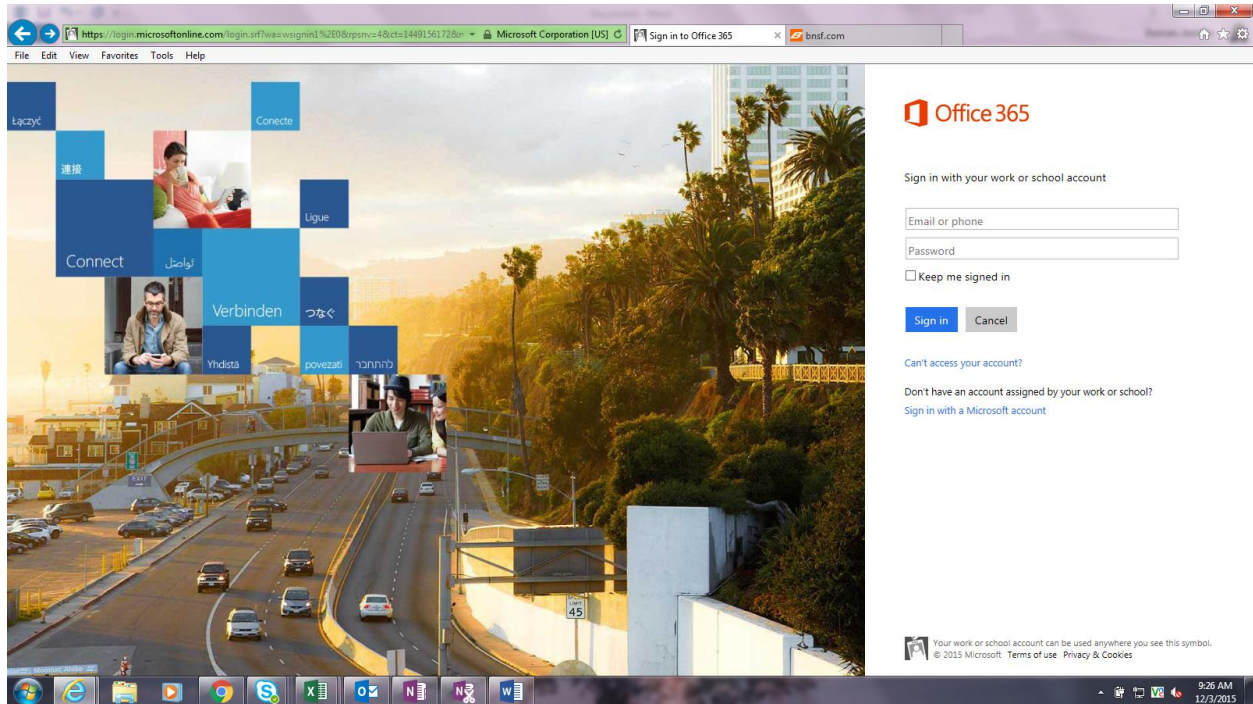 https://login.microsoftonline.com/login.srf?wa=wsignin1%2E0&rpsnv=4&ct=1449156172&r
Microsoft Corporation [US]
Sign in to Office 365
bnsf.com
File Edit View Favorites Tools Help
Łączyć
Conecte
連接
Ligue
Connect
تواصل
Verbinden
つなぐ
Yhdistä
povezati
להתחבר
EXIT
LIMIT
45
Office 365
Sign in with your work or school account
Email or phone
Password
Keep me signed in
Sign in
Cancel
Can't access your account?
Don't have an account assigned by your work or school?
Sign in with a Microsoft account
Your work or school account can be used anywhere you see this symbol.
© 2015 Microsoft Terms of use Privacy & Cookies
9:26 AM
12/3/2015